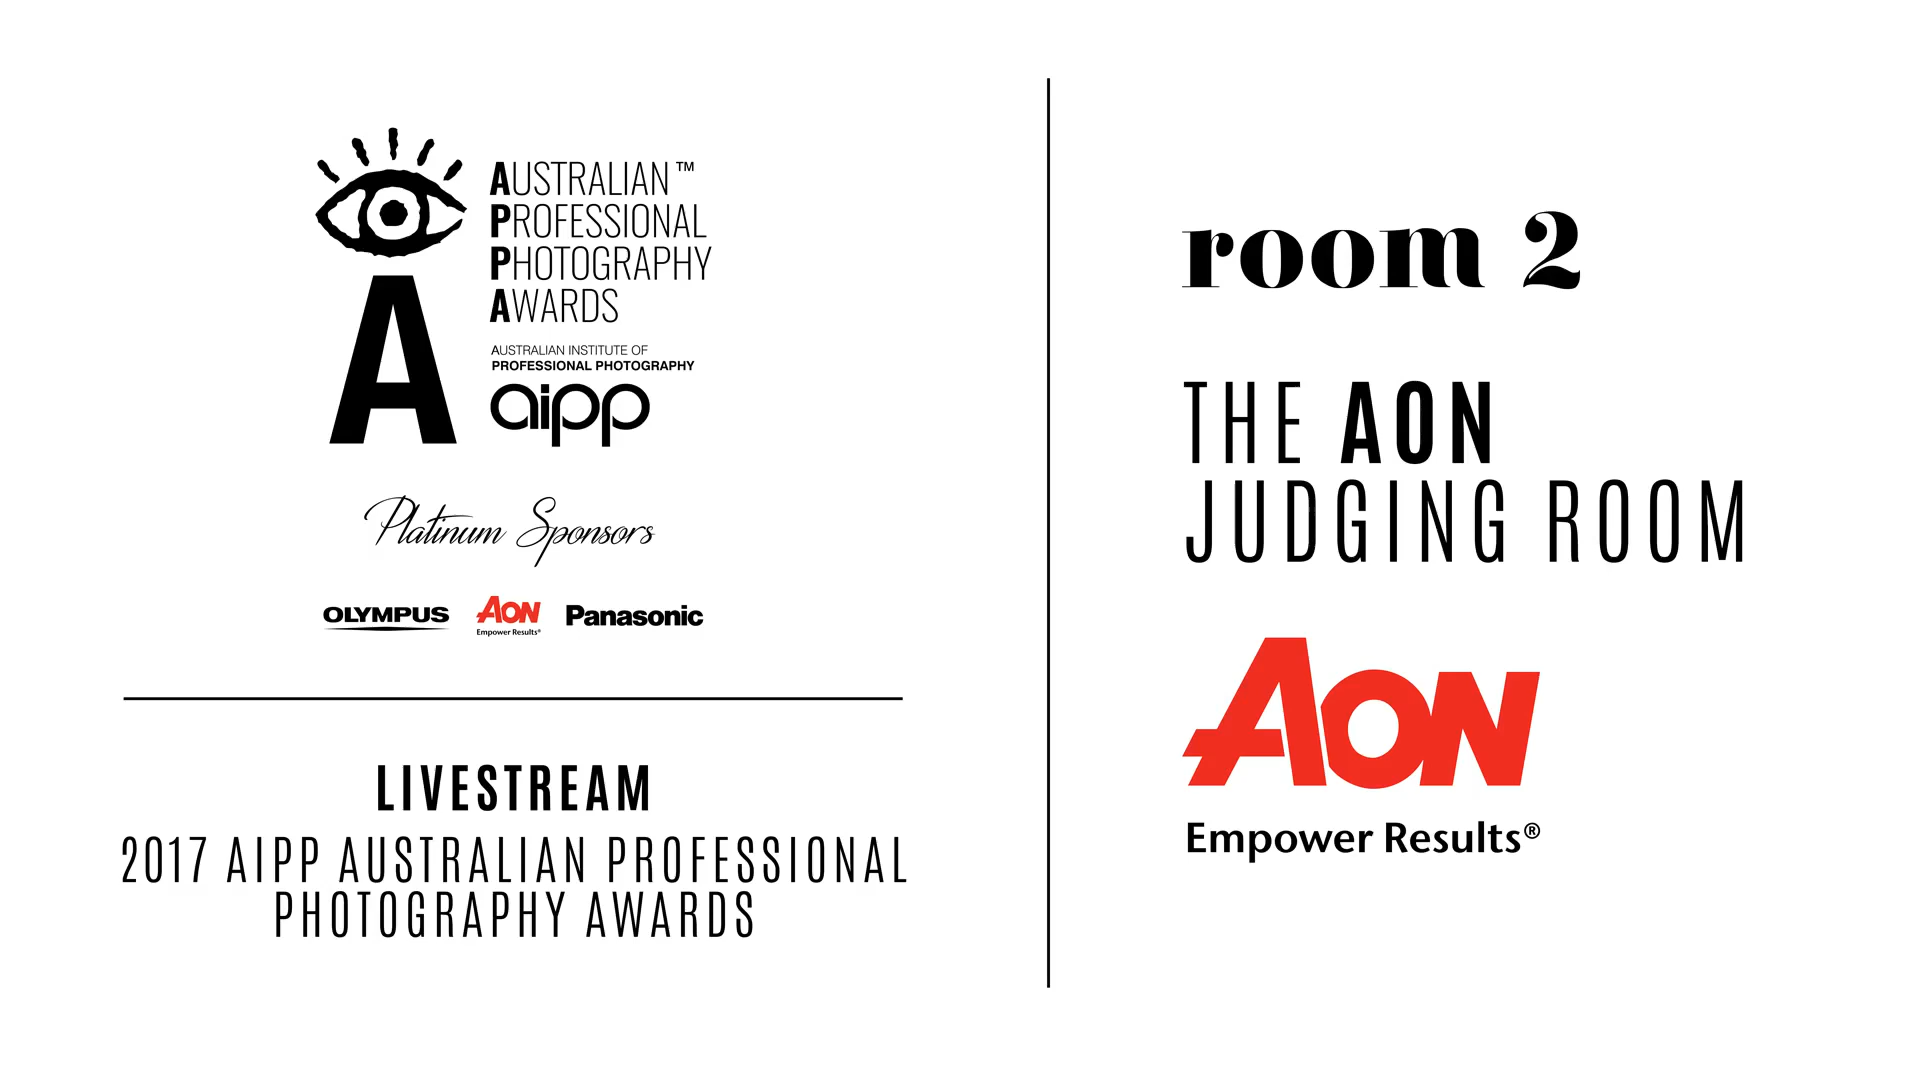 AUSTRALIAN™
PROFESSIONAL
PHOTOGRAPHY
AWARDS
AUSTRALIAN INSTITUTE OF
PROFESSIONAL PHOTOGRAPHY
aipp
A
Platinum Sponsors
OLYMPUS AON Panasonic
Empower Results®
LIVESTREAM
2017 AIPP AUSTRALIAN PROFESSIONAL
PHOTOGRAPHY AWARDS
room 2
THE AON
JUDGING ROOM
AON
Empower Results®